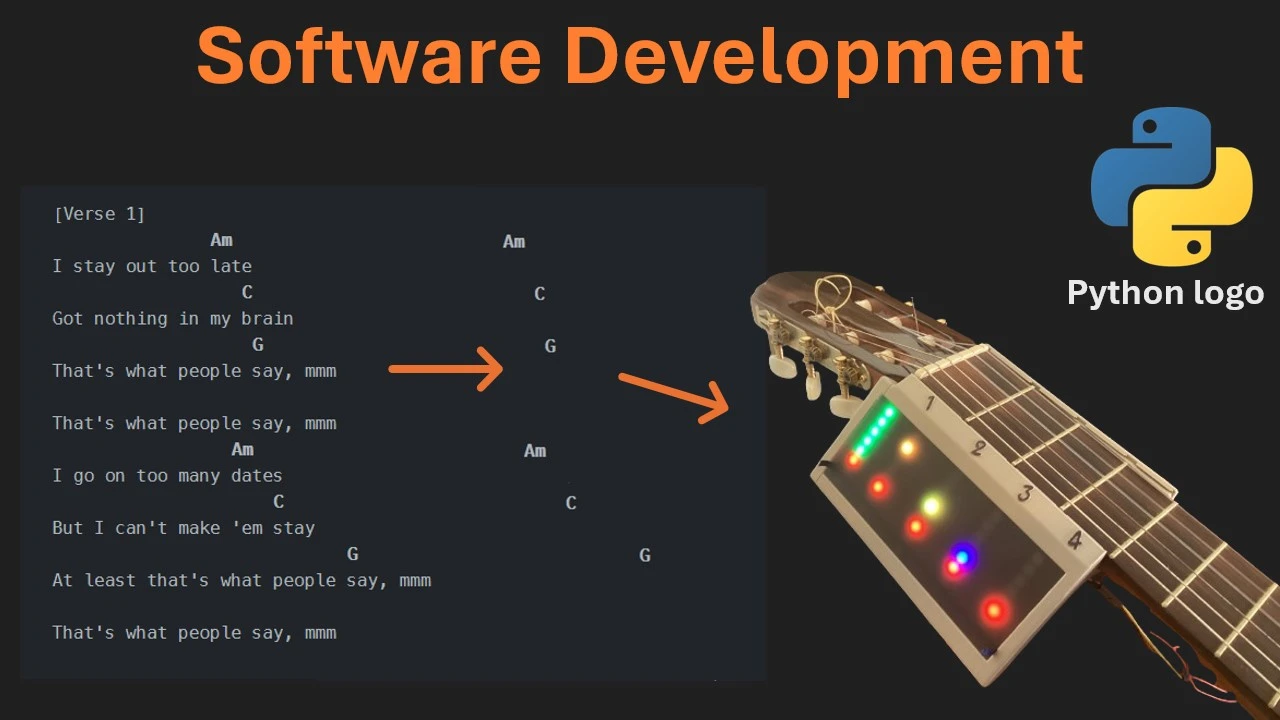 Software Development
[Verse 1]
Am Am
I stay out too late
C C
Got nothing in my brain
G G
That's what people say, mmm
That's what people say, mmm
Am Am
I go on too many dates
C C
But I can't make 'em stay
G G
At least that's what people say, mmm
That's what people say, mmm
Python logo
1
2
3
4